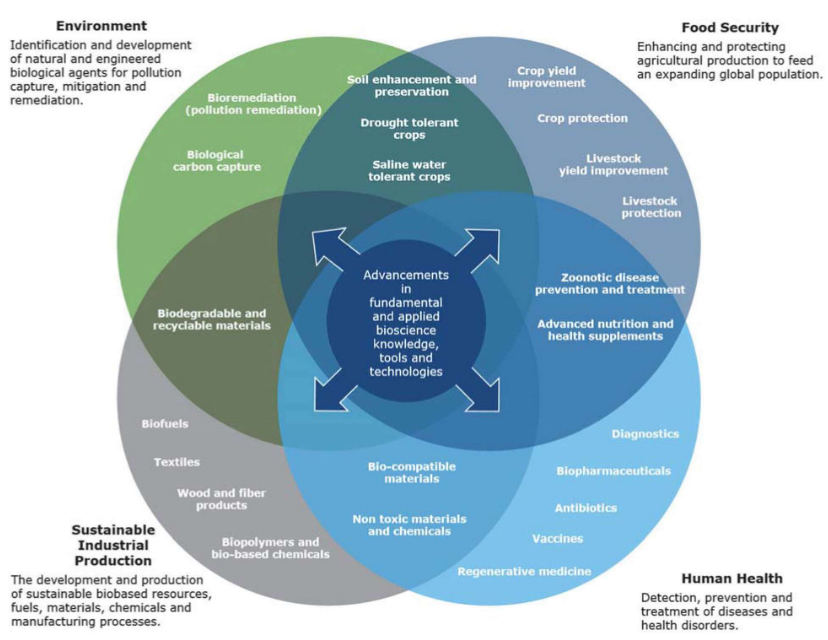 Environment
Identification and development
of natural and engineered
biological agents for pollution
capture, mitigation and
remediation.
Food Security
Enhancing and protecting
agricultural production to feed
an expanding global population.
Bioremediation
(pollution remediation)
Biological
carbon capture
Soil enhancement and
preservation
Drought tolerant
crops
Saline water
tolerant crops
Crop yield
improvement
Crop protection
Livestock
yield improvement
Livestock
protection
Biodegradable and
recyclable materials
Advancements
in
fundamental
and applied
bioscience
knowledge,
tools and
technologies
Zoonotic disease
prevention and treatment
Advanced nutrition and
health supplements
Biofuels
Textiles
Wood and fiber
products
Biopolymers and
bio-based chemicals
Bio-compatible
materials
Non toxic materials
and chemicals
Diagnostics
Biopharmaceuticals
Antibiotics
Vaccines
Regenerative medicine
Sustainable
Industrial
Production
The development and production
of sustainable biobased resources,
fuels, materials, chemicals and
manufacturing processes.
Human Health
Detection, prevention and
treatment of diseases and
health disorders.